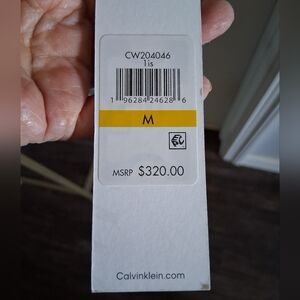 CW204046
1is
1 96284 24628 6
M
MSRP $320.00
Calvinklein.com